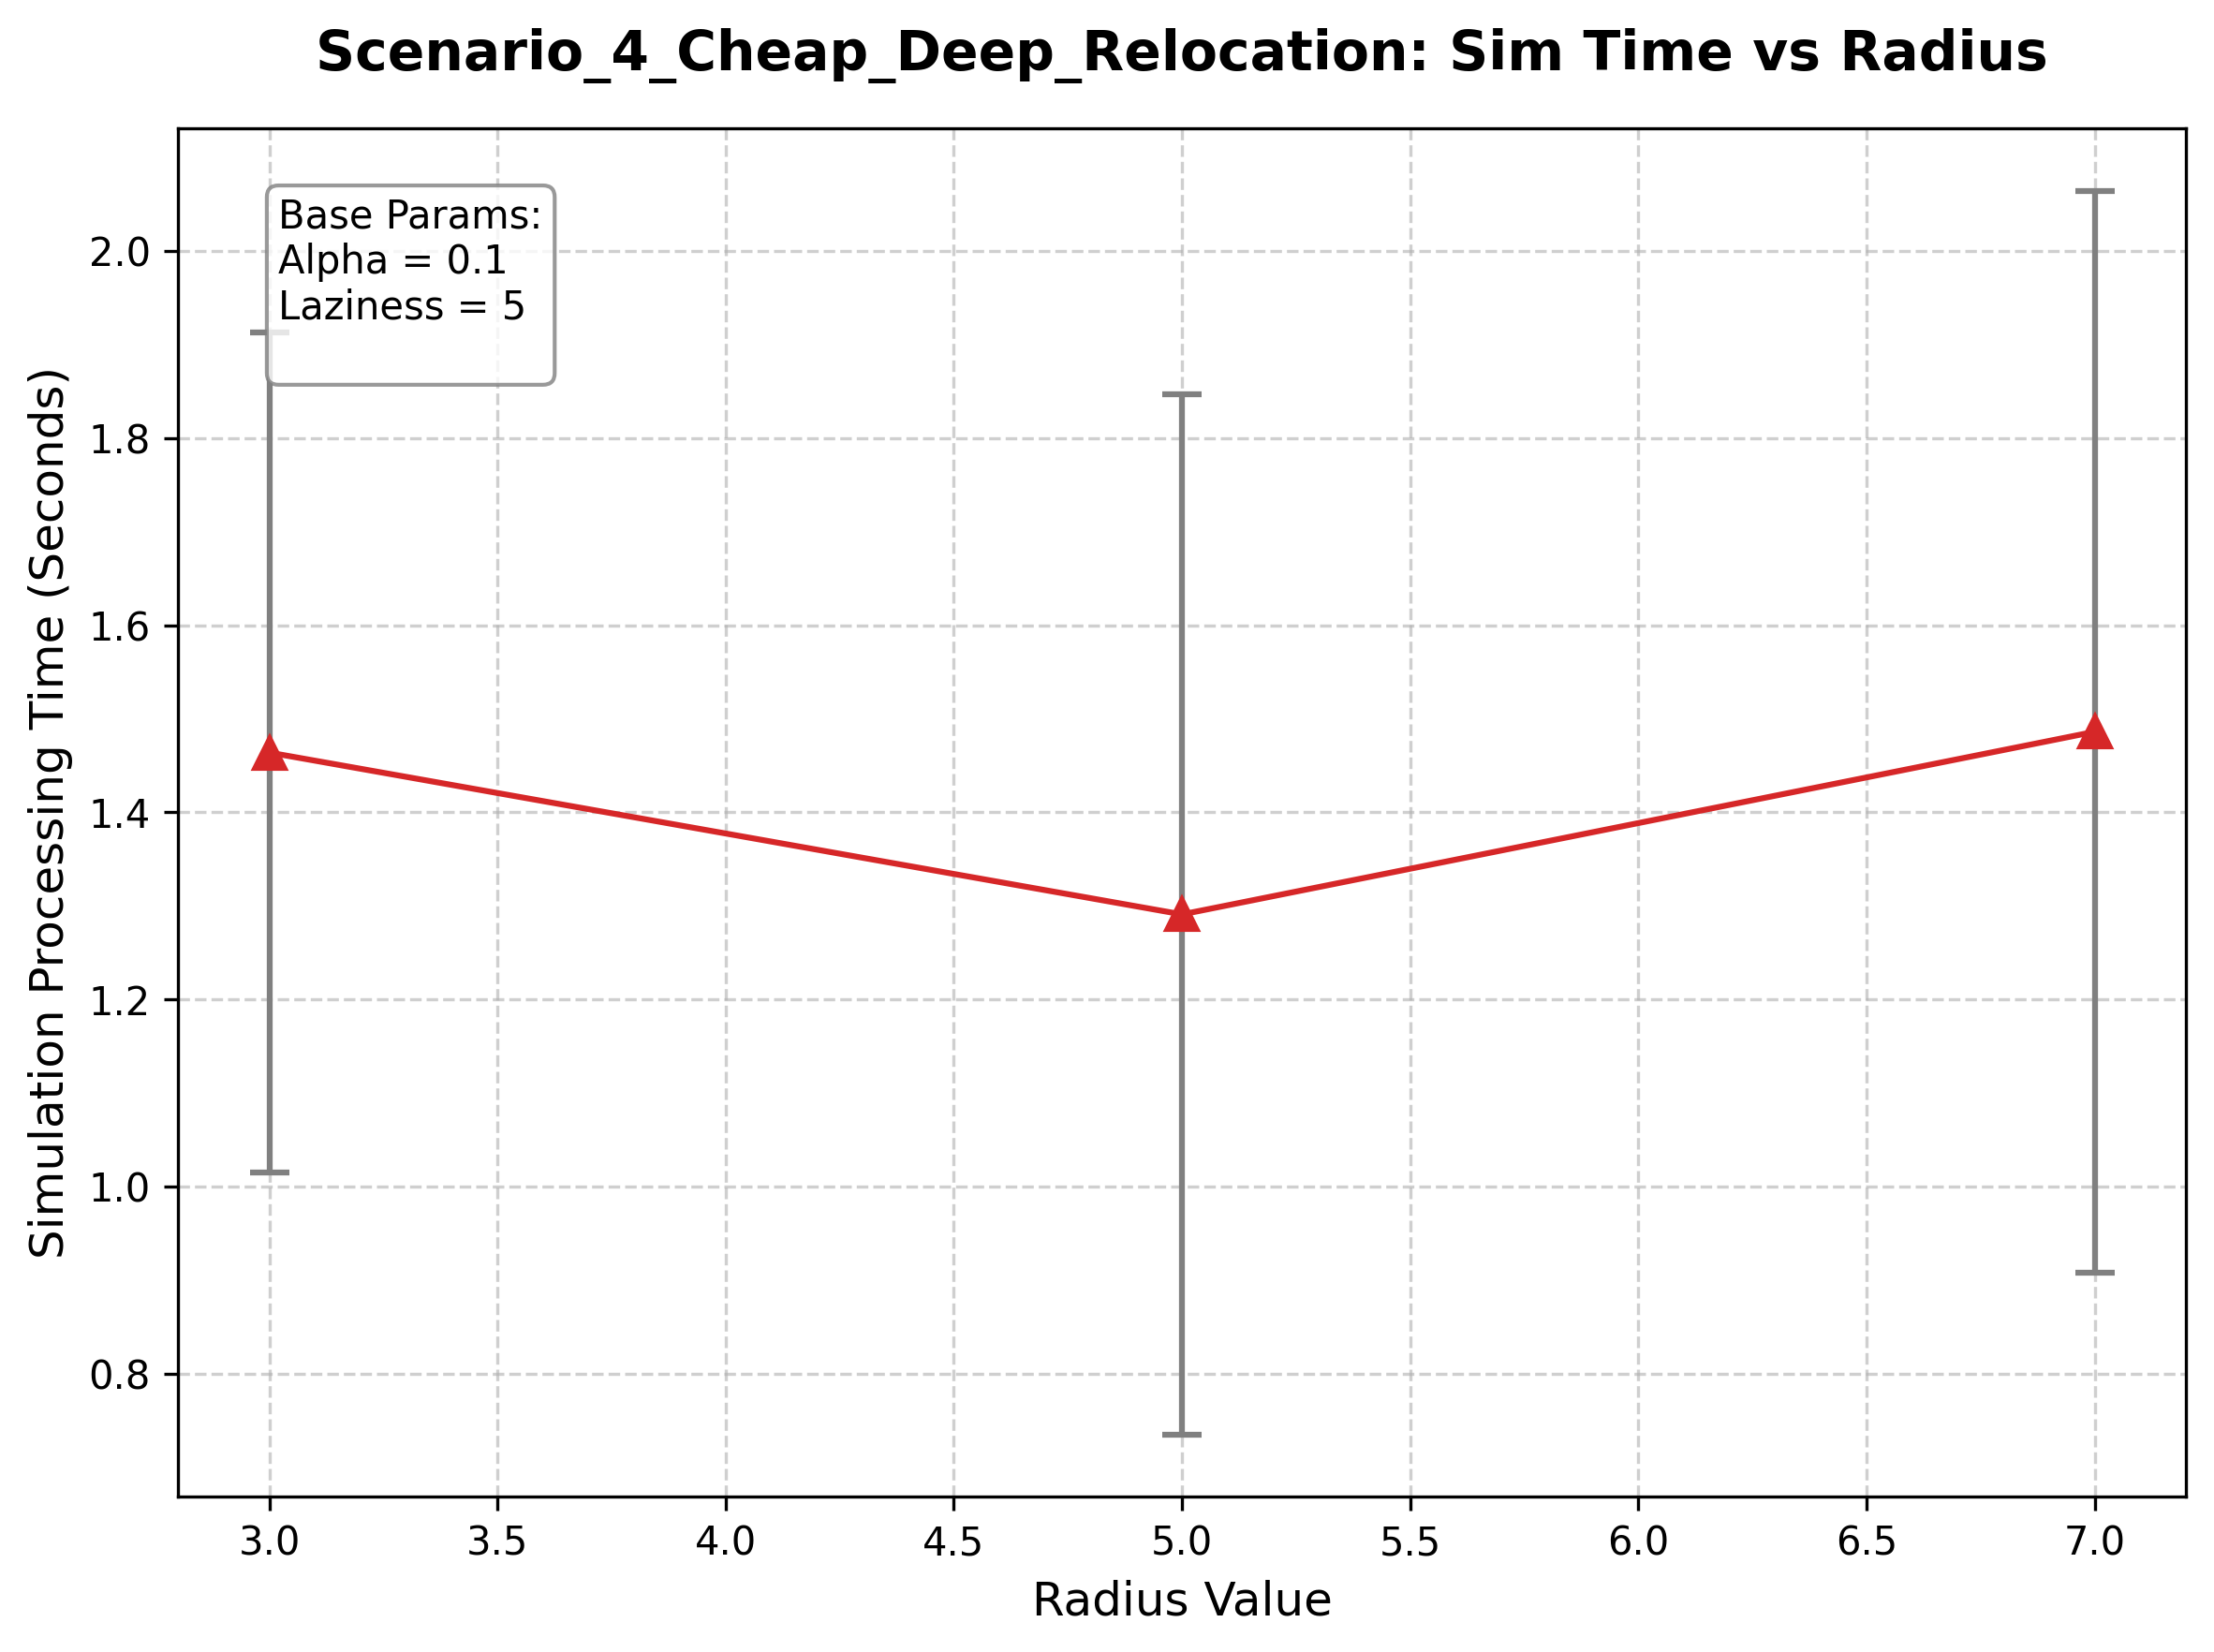 Scenario_4_Cheap_Deep_Relocation: Sim Time vs Radius
Base Params:
Alpha = 0.1
Laziness = 5
Simulation Processing Time (Seconds)
2.0
1.8
1.6
1.4
1.2
1.0
0.8
3.0 3.5 4.0 4.5 5.0 5.5 6.0 6.5 7.0
Radius Value